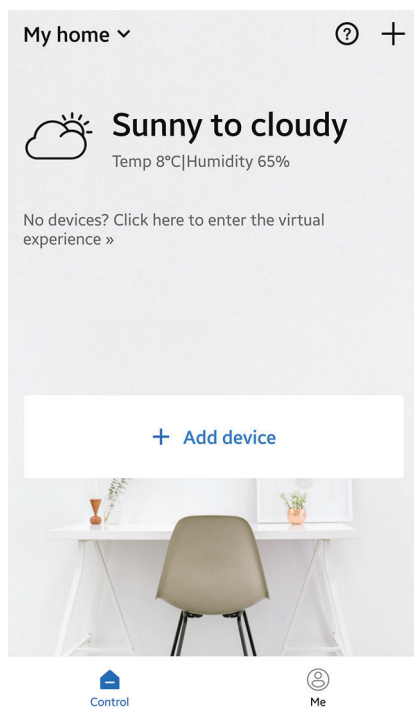 My home
Sunny to cloudy
Temp 8°C|Humidity 65%
No devices? Click here to enter the virtual
experience »
+ Add device
Control
Me